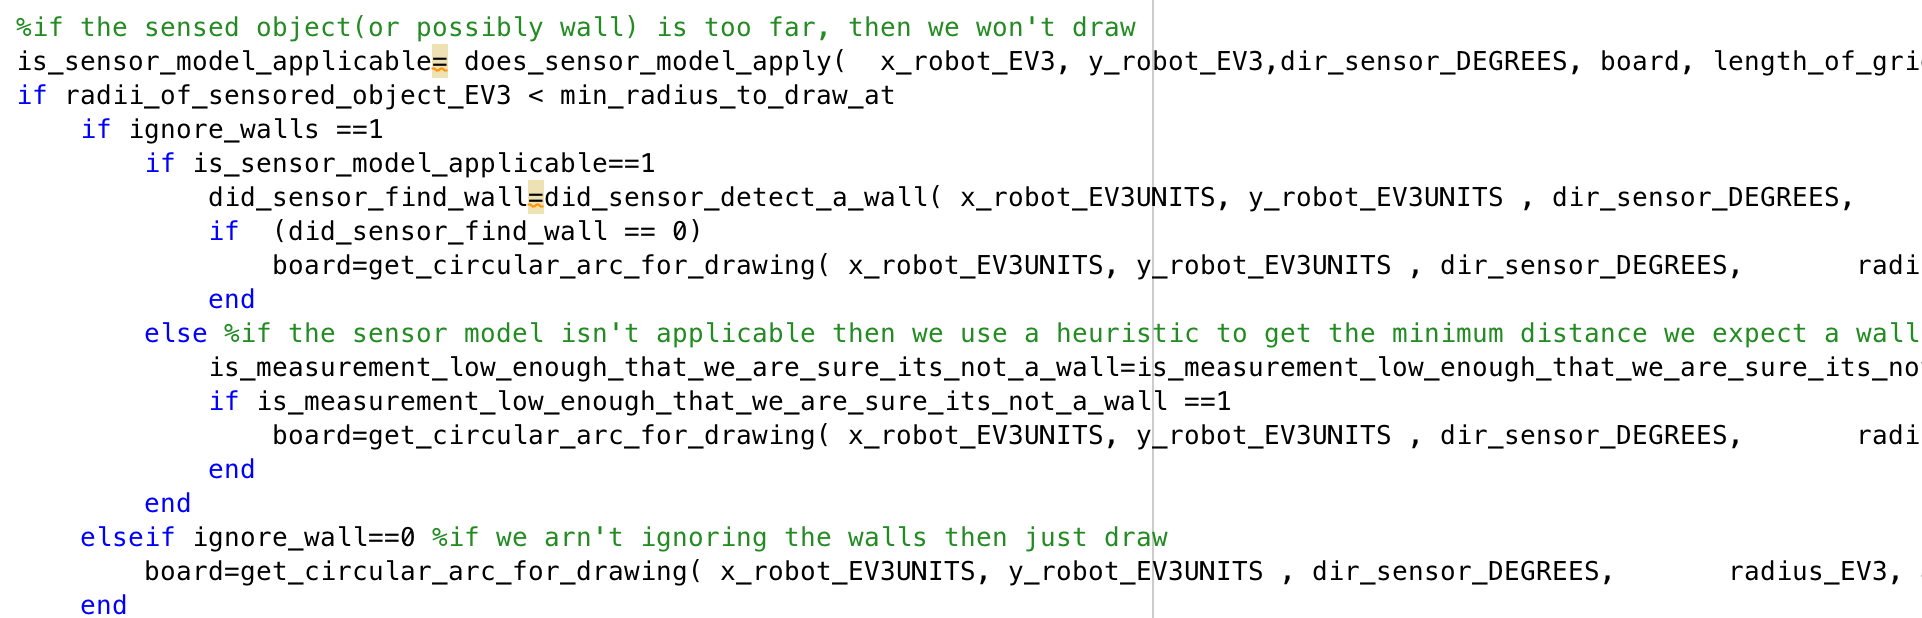 %if the sensed object(or possibly wall) is too far, then we won't draw
is_sensor_model_applicable= does_sensor_model_apply(  x_robot_EV3, y_robot_EV3,dir_sensor_DEGREES, board, length_of_gri
if radii_of_sensored_object_EV3 < min_radius_to_draw_at
    if ignore_walls ==1
        if is_sensor_model_applicable==1
            did_sensor_find_wall=did_sensor_detect_a_wall( x_robot_EV3UNITS, y_robot_EV3UNITS , dir_sensor_DEGREES,
            if  (did_sensor_find_wall == 0)
                board=get_circular_arc_for_drawing( x_robot_EV3UNITS, y_robot_EV3UNITS , dir_sensor_DEGREES,       radi
            end
        else %if the sensor model isn't applicable then we use a heuristic to get the minimum distance we expect a wall
            is_measurement_low_enough_that_we_are_sure_its_not_a_wall=is_measurement_low_enough_that_we_are_sure_its_no
            if is_measurement_low_enough_that_we_are_sure_its_not_a_wall ==1
                board=get_circular_arc_for_drawing( x_robot_EV3UNITS, y_robot_EV3UNITS , dir_sensor_DEGREES,       radi
            end
        end
    elseif ignore_wall==0 %if we arn't ignoring the walls then just draw
        board=get_circular_arc_for_drawing( x_robot_EV3UNITS, y_robot_EV3UNITS , dir_sensor_DEGREES,       radius_EV3,
    end